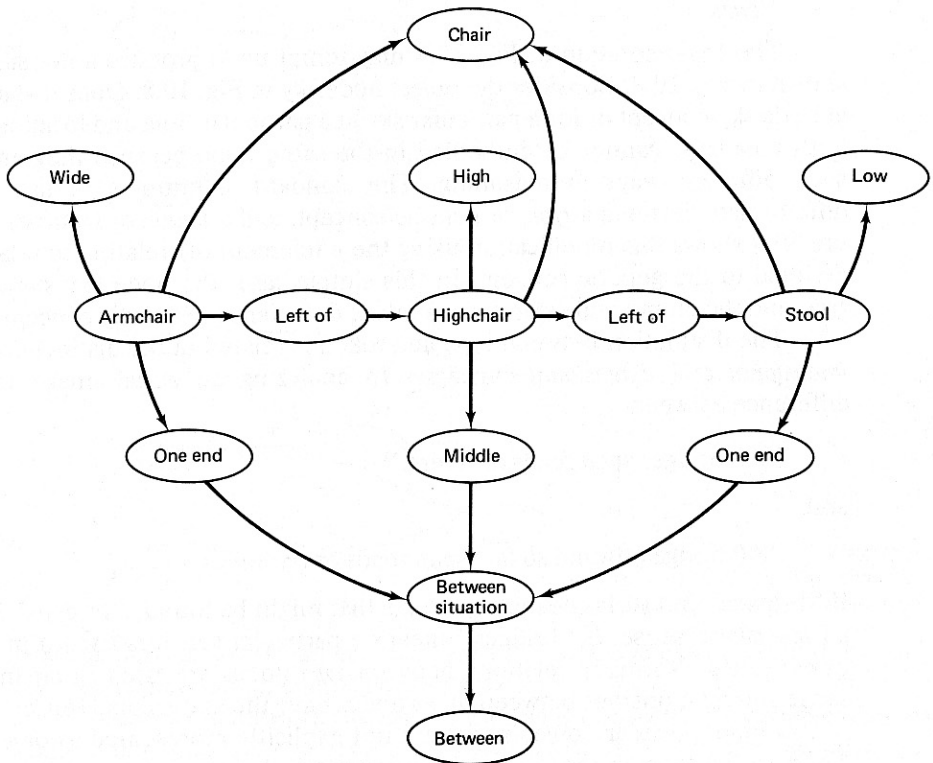 Chair
Wide
High
Low
Armchair
Left of
Highchair
Left of
Stool
One end
Middle
One end
Between
situation
Between